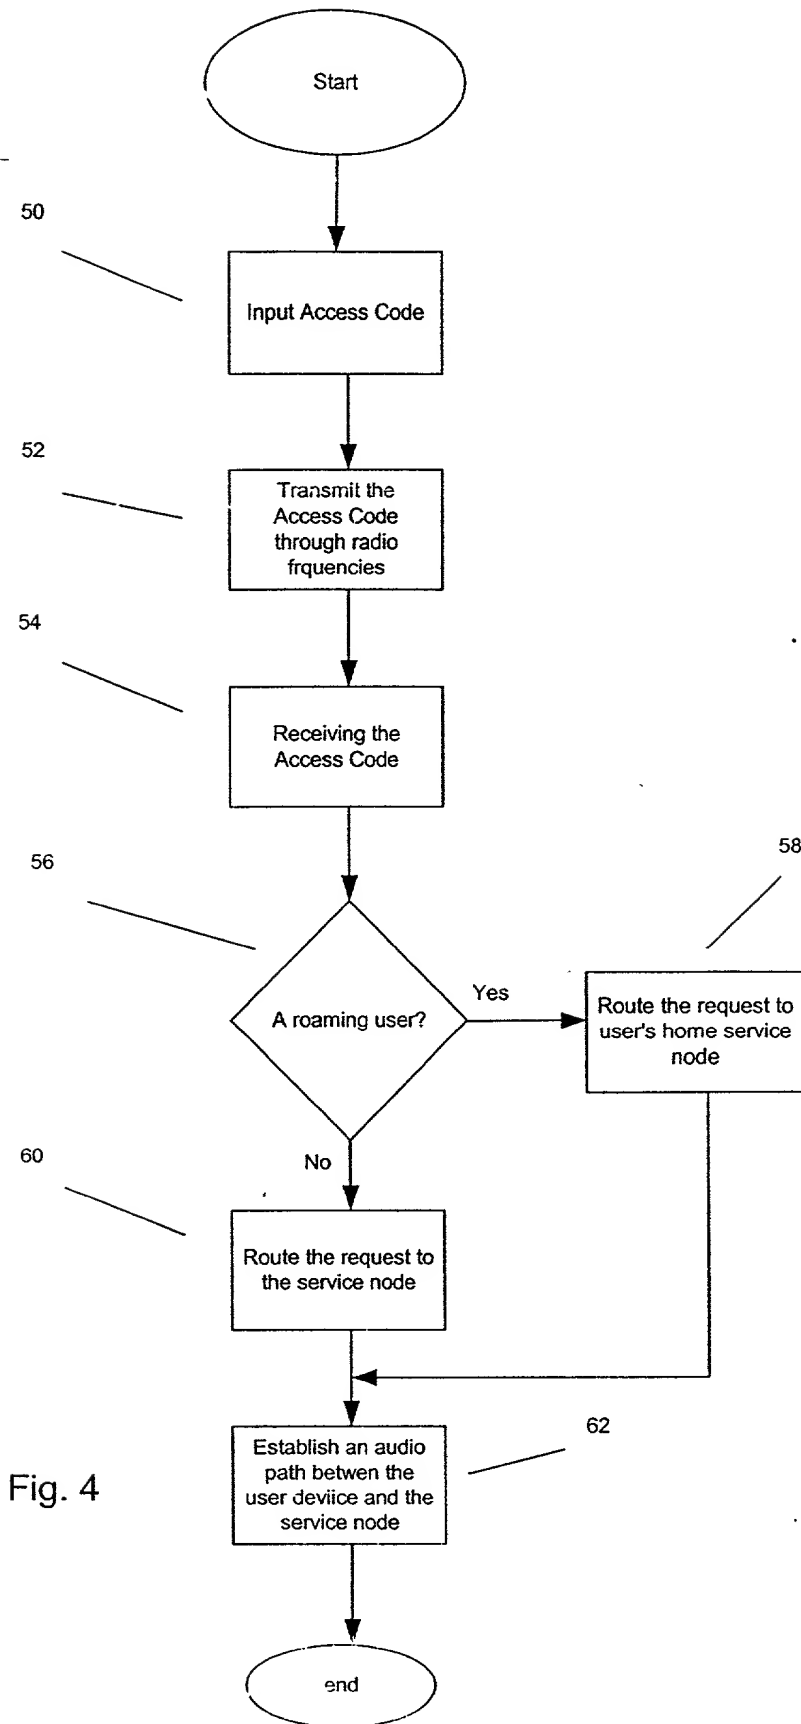 Start
50
Input Access Code
52
Transmit the
Access Code
through radio
frquencies
54
Receiving the
Access Code
56
A roaming user?
Yes
58
Route the request to
user's home service
node
No
60
Route the request to
the service node
62
Establish an audio
path betwen the
user deviice and the
service node
Fig. 4
end